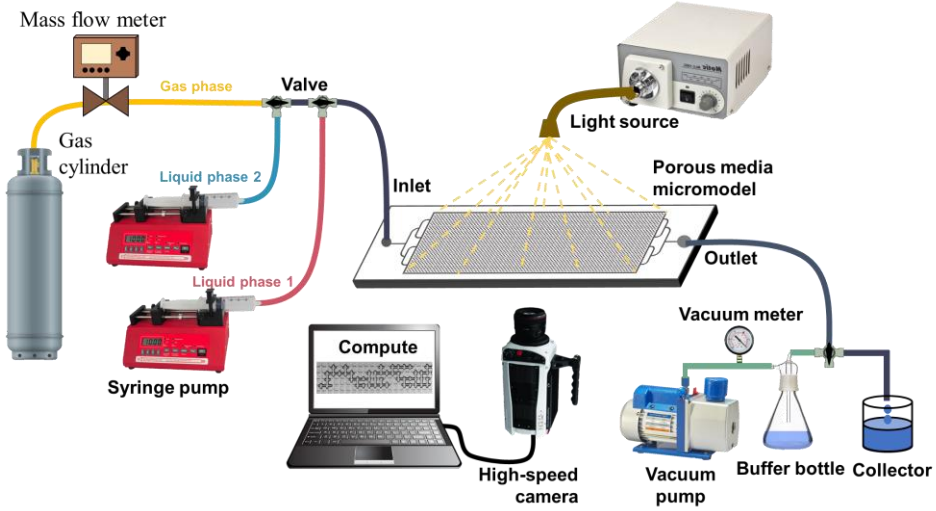 Mass flow meter
Gas phase
Valve
Gas
cylinder
Liquid phase 2
Inlet
Light source
Porous media
micromodel
Liquid phase 1
Outlet
Syringe pump
Compute
Vacuum meter
High-speed
camera
Vacuum
pump
Buffer bottle
Collector